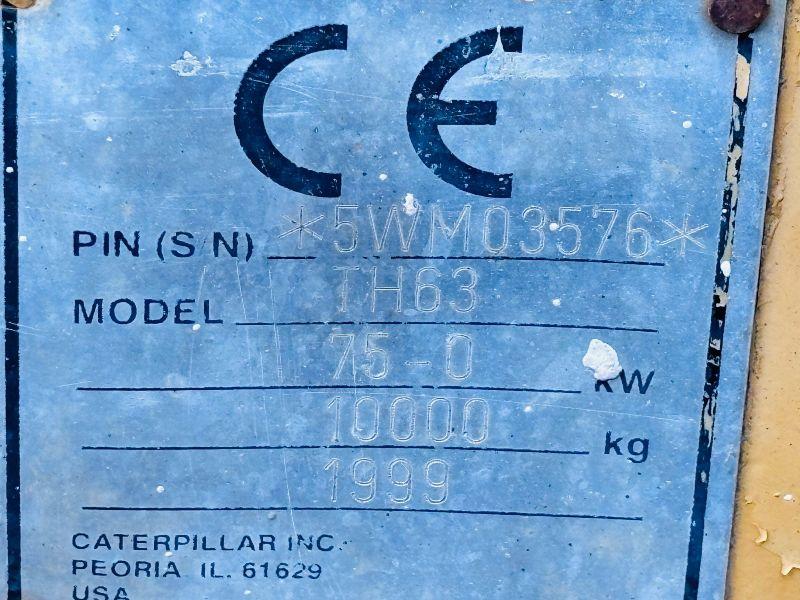 CE
PIN (S/N) *5WM03576*
MODEL TH63
75-0 kW
10000 kg
1999
CATERPILLAR INC.
PEORIA IL. 61629
USA